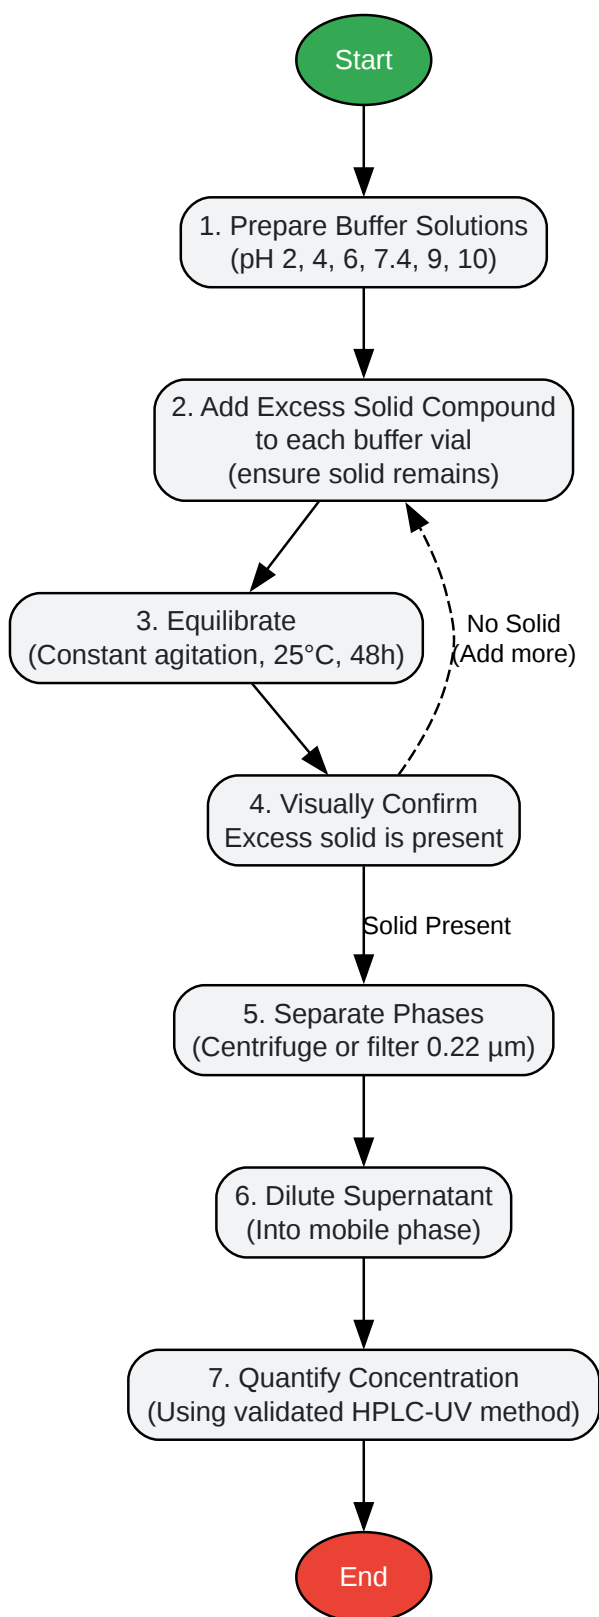 Start
1. Prepare Buffer Solutions
(pH 2, 4, 6, 7.4, 9, 10)
2. Add Excess Solid Compound
to each buffer vial
(ensure solid remains)
3. Equilibrate
(Constant agitation, 25°C, 48h)
No Solid
(Add more)
4. Visually Confirm
Excess solid is present
Solid Present
5. Separate Phases
(Centrifuge or filter 0.22 µm)
6. Dilute Supernatant
(Into mobile phase)
7. Quantify Concentration
(Using validated HPLC-UV method)
End